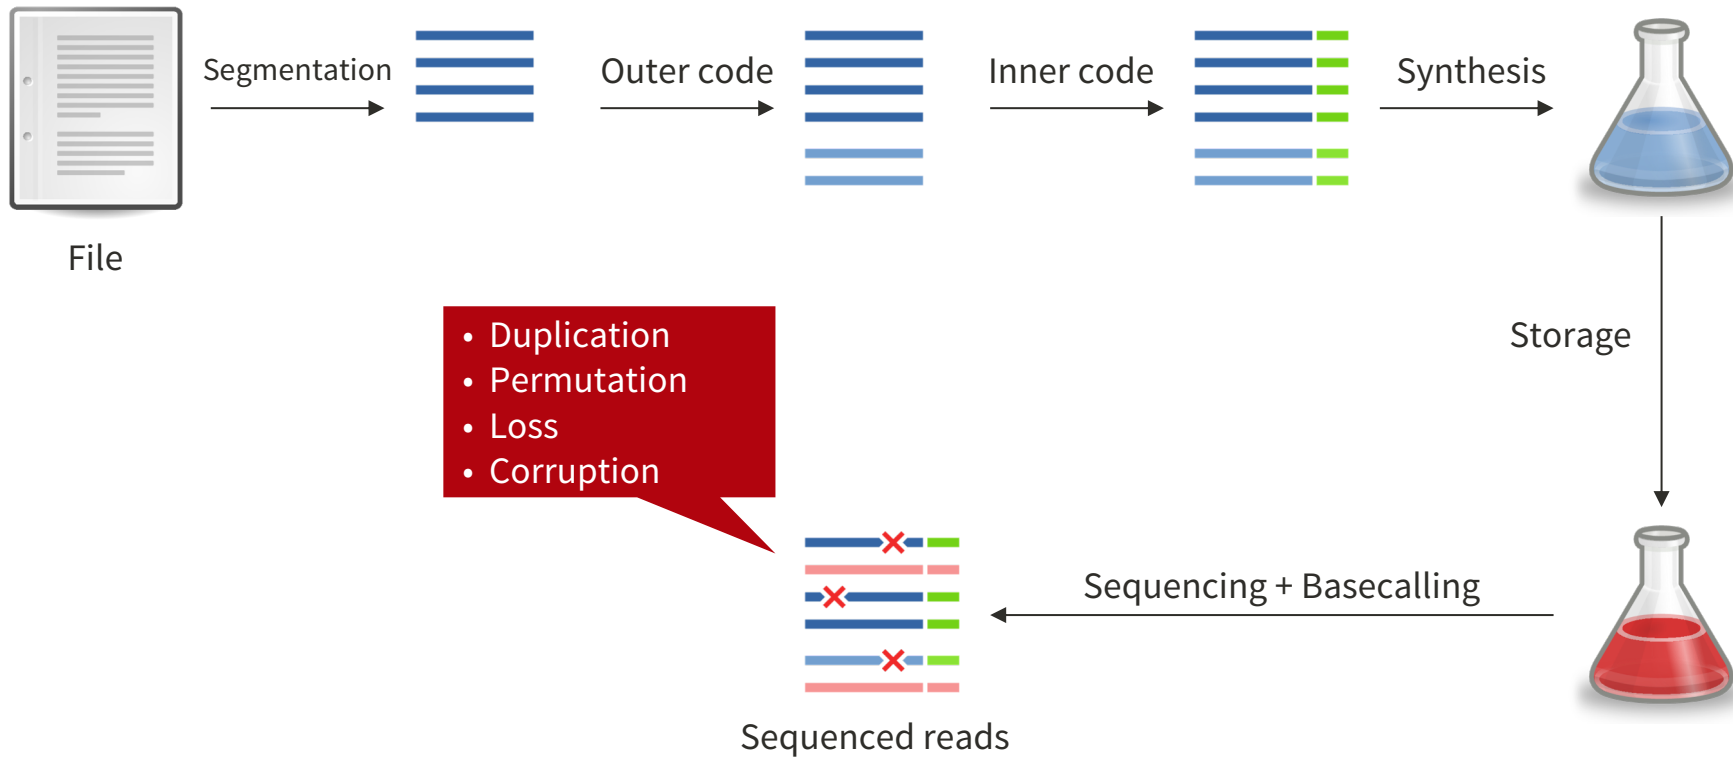 Segmentation
Outer code
Inner code
Synthesis
File
Storage
• Duplication
• Permutation
• Loss
• Corruption
Sequencing + Basecalling
Sequenced reads